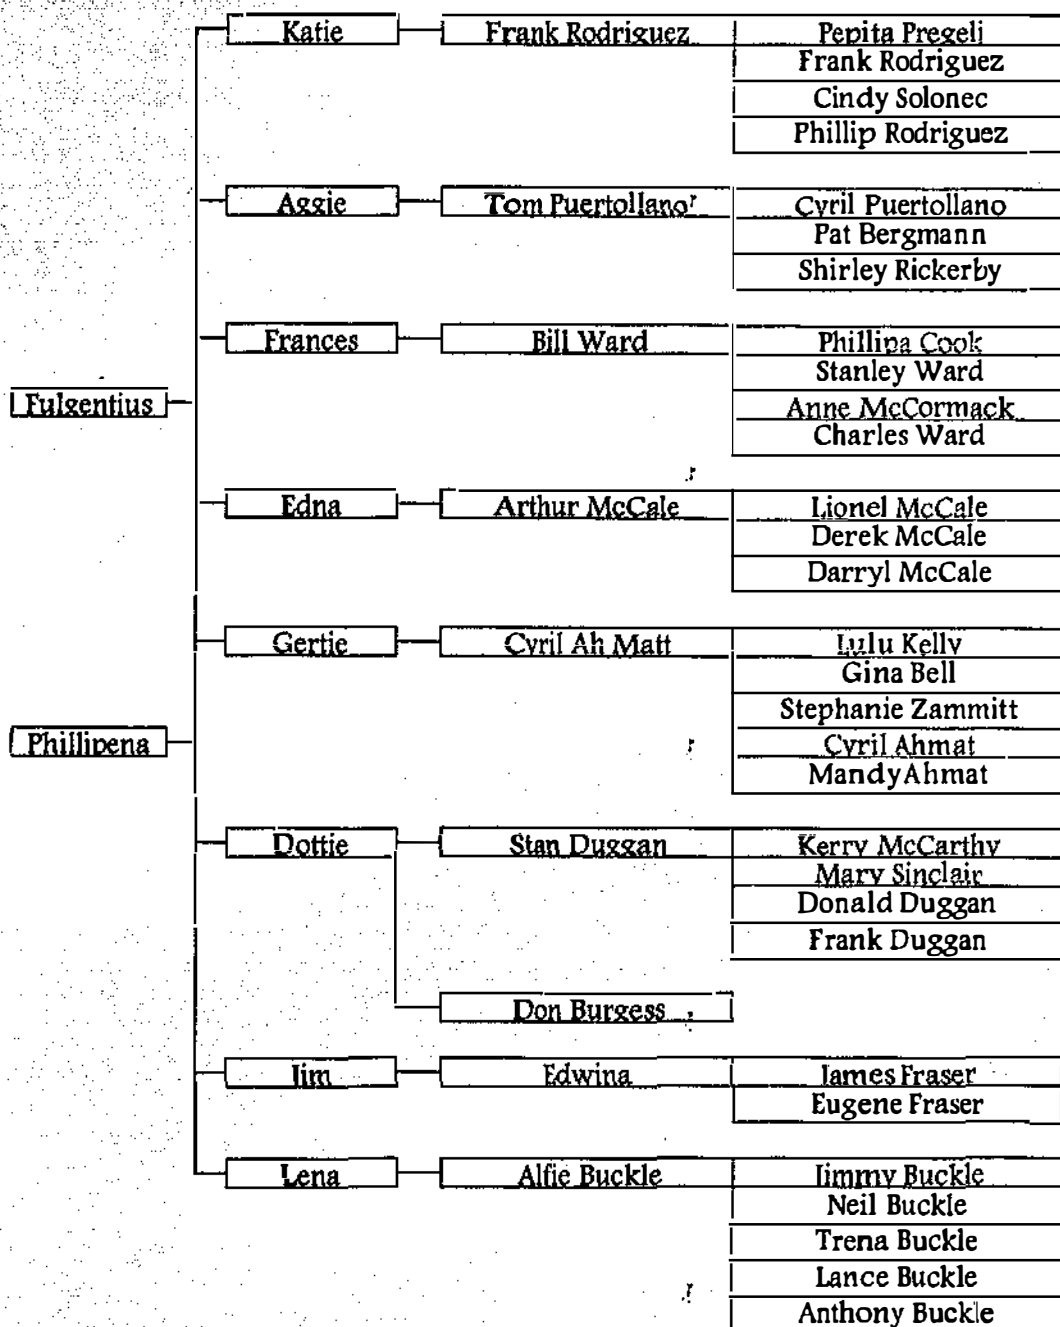 Katie Frank Rodriguez Pepita Pregelj
Frank Rodriguez
Cindy Solonec
Phillip Rodriguez
Aggie Tom Puertollano Cyril Puertollano
Pat Bergmann
Shirley Rickerby
Frances Bill Ward Phillipa Cook
Stanley Ward
Fulgentius
Anne McCormack
Charles Ward
Edna Arthur McCale Lionel McCale
Derek McCale
Darryl McCale
Gertie Cyril Ah Matt Lulu Kelly
Gina Bell
Stephanie Zammitt
Phillipena
Cyril Ahmat
Mandy Ahmat
Dottie Stan Duggan Kerry McCarthy
Mary Sinclair
Donald Duggan
Frank Duggan
Don Burgess
Jim Edwina James Fraser
Eugene Fraser
Lena Alfie Buckle Jimmy Buckle
Neil Buckle
Trena Buckle
Lance Buckle
Anthony Buckle